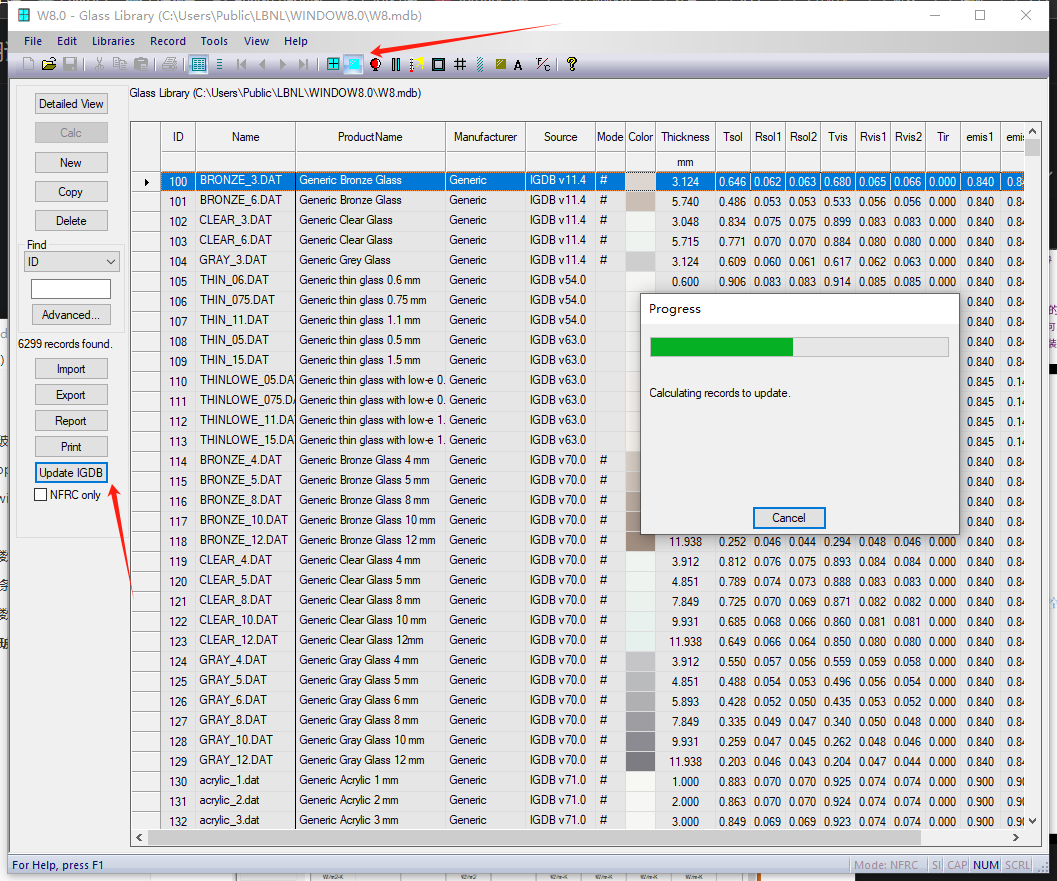 W8.0 - Glass Library (C:\Users\Public\LBNL\WINDOW8.0\W8.mdb)
File Edit Libraries Record Tools View Help
Glass Library (C:\Users\Public\LBNL\WINDOW8.0\W8.mdb)
Detailed View
Calc
New
Copy
Delete
Find
ID
Advanced...
6299 records found.
Import
Export
Report
Print
Update IGDB
NFRC only
ID Name ProductName Manufacturer Source Mode Color Thickness Tsol Rsol1 Rsol2 Tvis Rvis1 Rvis2 Tir emis1 emis
mm
100 BRONZE_3.DAT Generic Bronze Glass Generic IGDB v11.4 # 3.124 0.646 0.062 0.063 0.680 0.065 0.066 0.000 0.840 0.84
101 BRONZE_6.DAT Generic Bronze Glass Generic IGDB v11.4 # 5.740 0.486 0.053 0.053 0.533 0.056 0.056 0.000 0.840 0.84
102 CLEAR_3.DAT Generic Clear Glass Generic IGDB v11.4 # 3.048 0.834 0.075 0.075 0.899 0.083 0.083 0.000 0.840 0.84
103 CLEAR_6.DAT Generic Clear Glass Generic IGDB v11.4 # 5.715 0.771 0.070 0.070 0.884 0.080 0.080 0.000 0.840 0.84
104 GRAY_3.DAT Generic Grey Glass Generic IGDB v11.4 # 3.124 0.609 0.060 0.061 0.617 0.062 0.063 0.000 0.840 0.84
105 THIN_06.DAT Generic thin glass 0.6 mm Generic IGDB v54.0 0.600 0.906 0.083 0.083 0.914 0.085 0.085 0.000 0.840 0.84
106 THIN_075.DAT Generic thin glass 0.75 mm Generic IGDB v54.0 0.840 0.84
107 THIN_11.DAT Generic thin glass 1.1 mm Generic IGDB v54.0 0.840 0.84
108 THIN_05.DAT Generic thin glass 0.5 mm Generic IGDB v63.0 0.840 0.84
109 THIN_15.DAT Generic thin glass 1.5 mm Generic IGDB v63.0 0.840 0.84
110 THINLOWE_05.DA Generic thin glass with low-e 0. Generic IGDB v63.0 0.845 0.14
111 THINLOWE_075.DA Generic thin glass with low-e 0. Generic IGDB v63.0 0.845 0.14
112 THINLOWE_11.DA Generic thin glass with low-e 1. Generic IGDB v63.0 0.845 0.14
113 THINLOWE_15.DA Generic thin glass with low-e 1. Generic IGDB v63.0 0.845 0.14
114 BRONZE_4.DAT Generic Bronze Glass 4 mm Generic IGDB v70.0 # 0.840 0.84
115 BRONZE_5.DAT Generic Bronze Glass 5 mm Generic IGDB v70.0 # 0.840 0.84
116 BRONZE_8.DAT Generic Bronze Glass 8 mm Generic IGDB v70.0 # 0.840 0.84
117 BRONZE_10.DAT Generic Bronze Glass 10 mm Generic IGDB v70.0 # 0.840 0.84
118 BRONZE_12.DAT Generic Bronze Glass 12 mm Generic IGDB v70.0 # 11.938 0.252 0.046 0.044 0.294 0.048 0.046 0.000 0.840 0.84
119 CLEAR_4.DAT Generic Clear Glass 4 mm Generic IGDB v70.0 # 3.912 0.812 0.076 0.075 0.893 0.084 0.084 0.000 0.840 0.84
120 CLEAR_5.DAT Generic Clear Glass 5 mm Generic IGDB v70.0 # 4.851 0.789 0.074 0.073 0.888 0.083 0.083 0.000 0.840 0.84
121 CLEAR_8.DAT Generic Clear Glass 8 mm Generic IGDB v70.0 # 7.849 0.725 0.070 0.069 0.871 0.082 0.082 0.000 0.840 0.84
122 CLEAR_10.DAT Generic Clear Glass 10 mm Generic IGDB v70.0 # 9.931 0.685 0.068 0.066 0.860 0.081 0.081 0.000 0.840 0.84
123 CLEAR_12.DAT Generic Clear Glass 12mm Generic IGDB v70.0 # 11.938 0.649 0.066 0.064 0.850 0.080 0.080 0.000 0.840 0.84
124 GRAY_4.DAT Generic Gray Glass 4 mm Generic IGDB v70.0 # 3.912 0.550 0.057 0.056 0.559 0.059 0.058 0.000 0.840 0.84
125 GRAY_5.DAT Generic Gray Glass 5 mm Generic IGDB v70.0 # 4.851 0.488 0.054 0.053 0.496 0.056 0.054 0.000 0.840 0.84
126 GRAY_6.DAT Generic Gray Glass 6 mm Generic IGDB v70.0 # 5.893 0.428 0.052 0.050 0.435 0.053 0.052 0.000 0.840 0.84
127 GRAY_8.DAT Generic Gray Glass 8 mm Generic IGDB v70.0 # 7.849 0.335 0.049 0.047 0.340 0.050 0.048 0.000 0.840 0.84
128 GRAY_10.DAT Generic Gray Glass 10 mm Generic IGDB v70.0 # 9.931 0.259 0.047 0.045 0.262 0.048 0.046 0.000 0.840 0.84
129 GRAY_12.DAT Generic Gray Glass 12 mm Generic IGDB v70.0 # 11.938 0.203 0.046 0.043 0.204 0.047 0.044 0.000 0.840 0.84
130 acrylic_1.dat Generic Acrylic 1 mm Generic IGDB v71.0 # 1.000 0.883 0.070 0.070 0.925 0.074 0.074 0.000 0.900 0.90
131 acrylic_2.dat Generic Acrylic 2 mm Generic IGDB v71.0 # 2.000 0.863 0.070 0.070 0.924 0.074 0.074 0.000 0.900 0.90
132 acrylic_3.dat Generic Acrylic 3 mm Generic IGDB v71.0 # 3.000 0.849 0.069 0.069 0.923 0.074 0.074 0.000 0.900 0.90
Progress
Calculating records to update.
Cancel
For Help, press F1
Mode: NFRC SI CAP NUM SCRL